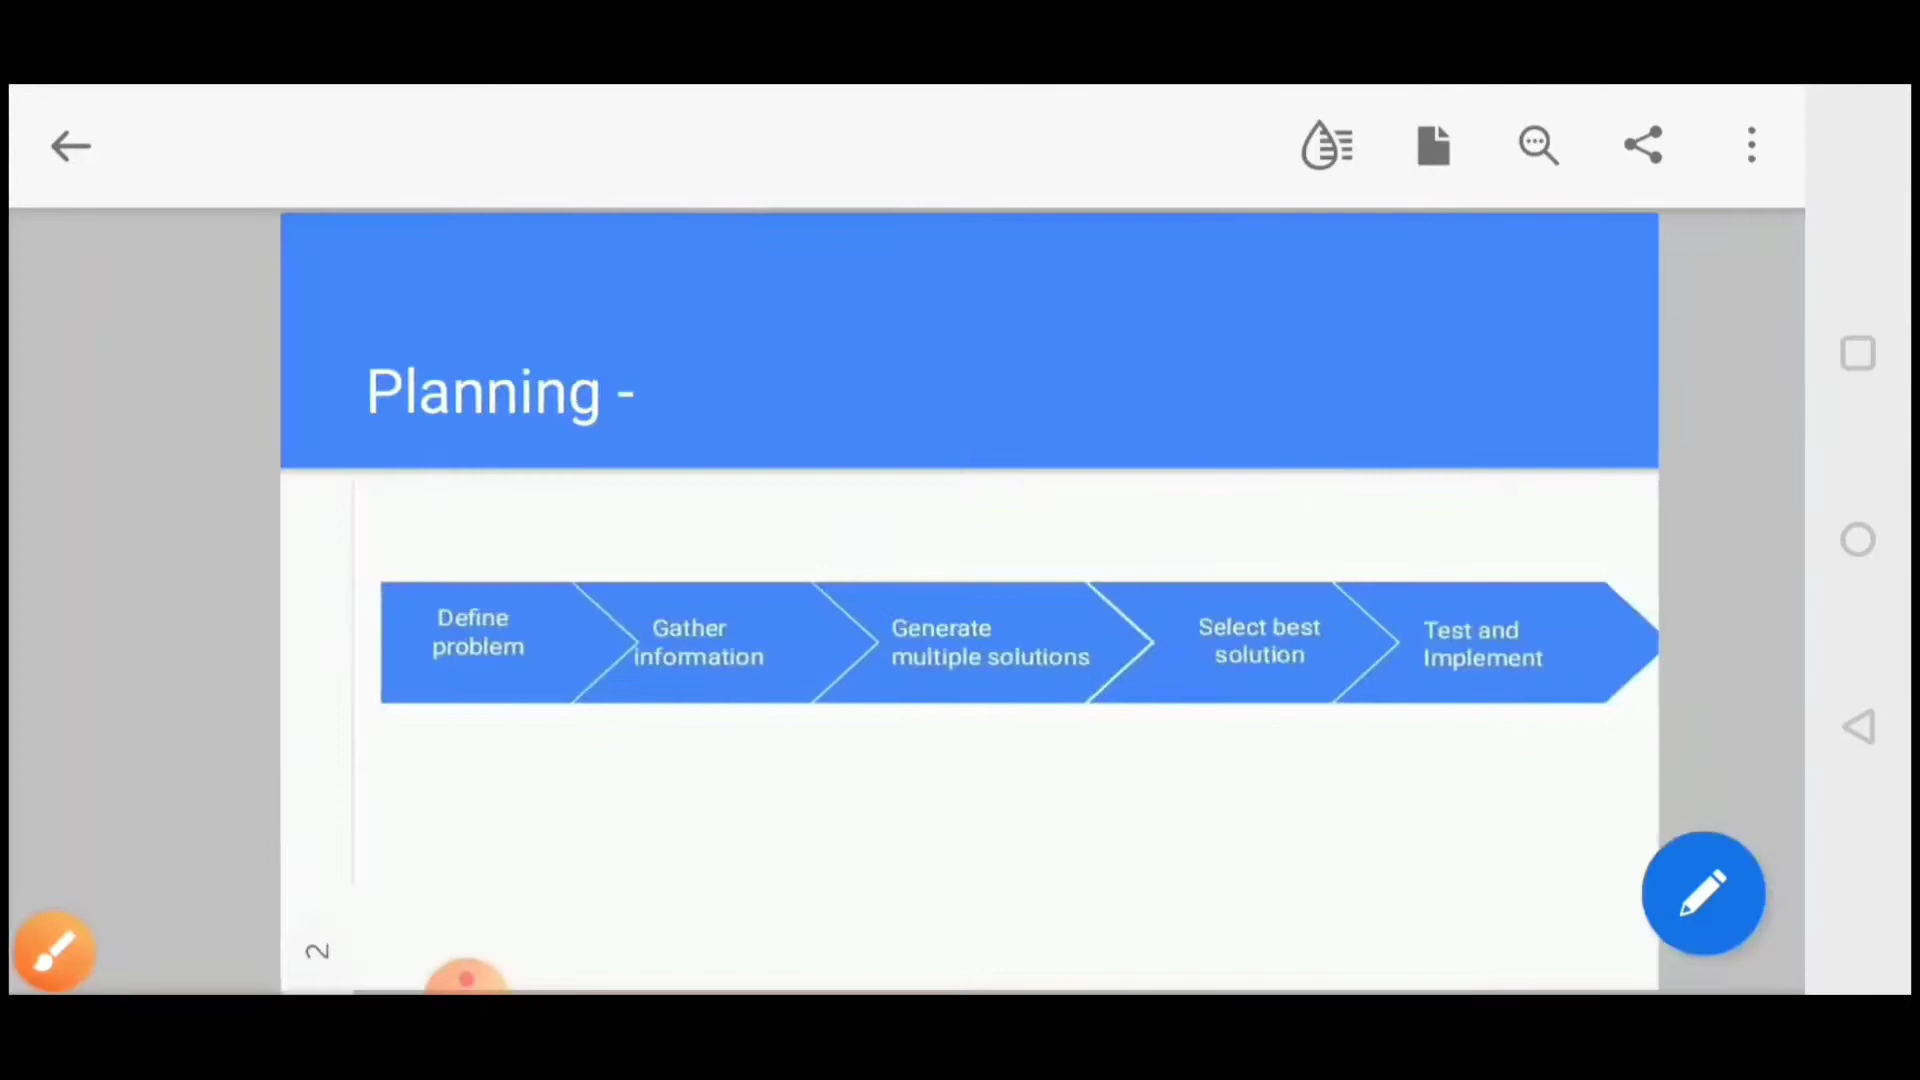 Planning -
Define
problem
Gather
information
Generate
multiple solutions
Select best
solution
Test and
Implement
2